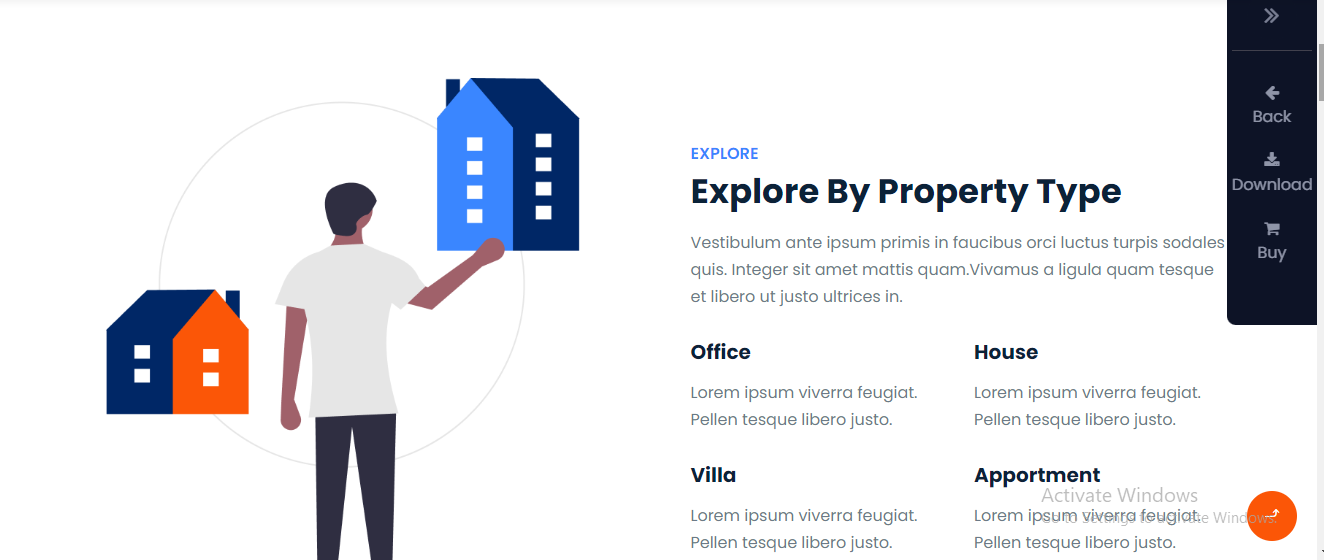 Back
Download
Buy
EXPLORE
Explore By Property Type
Vestibulum ante ipsum primis in faucibus orci luctus turpis sodales
quis. Integer sit amet mattis quam.Vivamus a ligula quam tesque
et libero ut justo ultrices in.
Office
Lorem ipsum viverra feugiat.
Pellen tesque libero justo.
House
Lorem ipsum viverra feugiat.
Pellen tesque libero justo.
Villa
Lorem ipsum viverra feugiat.
Pellen tesque libero justo.
Apportment
Lorem ipsum viverra feugiat.
Pellen tesque libero justo.
Activate Windows
Go to Settings to activate Windows.